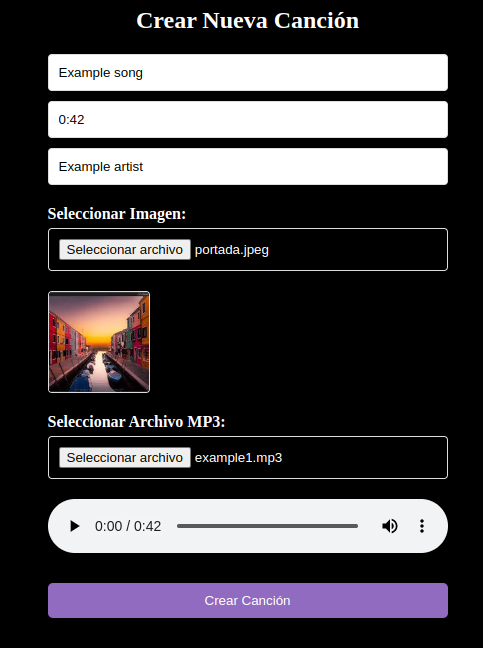 Crear Nueva Canción
Example song
0:42
Example artist
Seleccionar Imagen:
Seleccionar archivo portada.jpeg
Seleccionar Archivo MP3:
Seleccionar archivo example1.mp3
0:00 / 0:42
Crear Canción